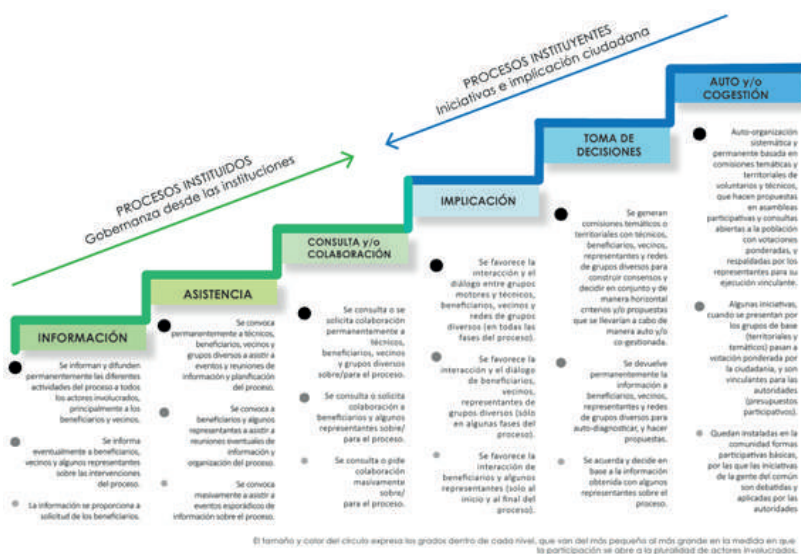 PROCESOS INSTITUYENTES
Iniciativas e implicación ciudadana
PROCESOS INSTITUIDOS
Gobernanza desde las instituciones
INFORMACIÓN
Se informan y difunden
permanentemente las diferentes
actividades del proceso a todos
los actores involucrados,
principalmente a los
beneficiarios y vecinos.
Se informa
eventualmente a beneficiarios,
vecinos y algunos representantes
sobre las intervenciones
del proceso.
La información se proporciona a
solicitud de los beneficiarios.
ASISTENCIA
Se convoca
permanentemente a técnicos,
beneficiarios, vecinos y
grupos diversos a asistir a
eventos y reuniones de
información y planificación
del proceso.
Se convoca a
beneficiarios y algunos
representantes a asistir a
reuniones eventuales de
información y
organización del proceso.
Se convoca
masivamente a asistir a
eventos esporádicos de
información sobre el proceso.
CONSULTA y/o
COLABORACIÓN
Se consulta o se
solicita colaboración
permanentemente a
técnicos,
beneficiarios, vecinos
y grupos diversos
sobre/para el proceso.
Se consulta o solicita
colaboración a
beneficiarios y algunos
representantes sobre/
para el proceso.
Se consulta o pide
colaboración
masivamente
sobre/
para el proceso.
IMPLICACIÓN
Se favorece la
interacción y el
diálogo entre grupos
motores y técnicos,
beneficiarios, vecinos
y redes de grupos
diversos (en todas las
fases del proceso).
Se favorece la
interacción y el diálogo
de beneficiarios,
vecinos,
representantes de
grupos diversos (sólo
en algunas fases del
proceso).
Se favorece la
interacción de
beneficiarios y algunos
representantes (solo al
inicio y al final del
proceso).
TOMA DE
DECISIONES
Se generan
comisiones temáticos o
territoriales con técnicos,
beneficiarios, vecinos,
representantes y redes
de grupos diversos para
construir consensos y
decidir en conjunto y de
manera horizontal
criterios y/o propuestas
que se llevarían a cabo de
manera auto y/o
co-gestionada.
Se devuelve
permanentemente la
información a
beneficiarios, vecinos,
representantes y redes
de grupos diversos para
auto-diagnosticar, y hacer
propuestas.
Se acuerda y decide en
base a la información
obtenida con algunos
representantes sobre el
proceso.
AUTO y/o
COGESTIÓN
Auto-organización
sistemática y
permanente basada en
comisiones temáticas y
territoriales de
voluntarios y técnicos,
que hacen propuestas
en asambleas
participativas y consultas
abiertas a la población
con votaciones
ponderadas, y
respaldadas por los
representantes para su
ejecución vinculante.
Algunas iniciativas,
cuando se presentan por
los grupos de base
(territoriales y
temáticos) pasan a
votación ponderada por
la ciudadanía, y son
vinculantes para las
autoridades
(presupuestos
participativos).
Quedan instaladas en la
comunidad formas
participativas básicas,
por las que las iniciativas
de la gente del común
son debatidas y
aplicadas por las
autoridades
El tamaño y color del círculo expresa los grados dentro de cada nivel, que van del más pequeño al más grande en la medida en que
la participación se abre a la pluralidad de actores involucrados.